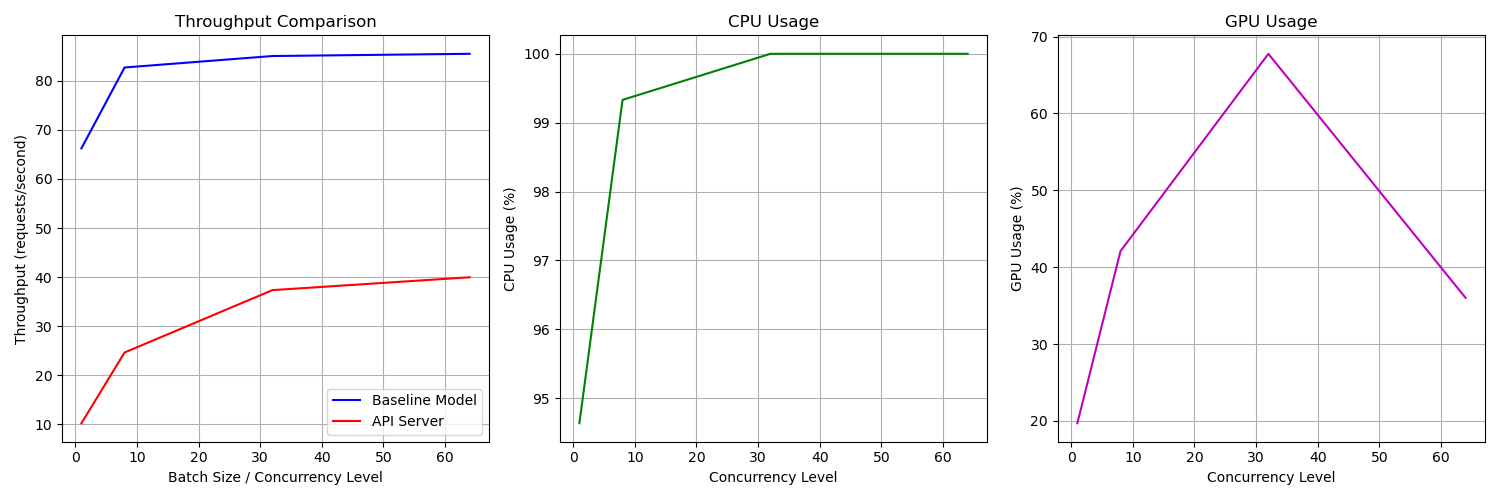 Throughput Comparison
Throughput (requests/second)
80
70
60
50
40
30
20
10
0 10 20 30 40 50 60
Batch Size / Concurrency Level
Baseline Model
API Server
CPU Usage
CPU Usage (%)
100
99
98
97
96
95
0 10 20 30 40 50 60
Concurrency Level
GPU Usage
GPU Usage (%)
70
60
50
40
30
20
0 10 20 30 40 50 60
Concurrency Level